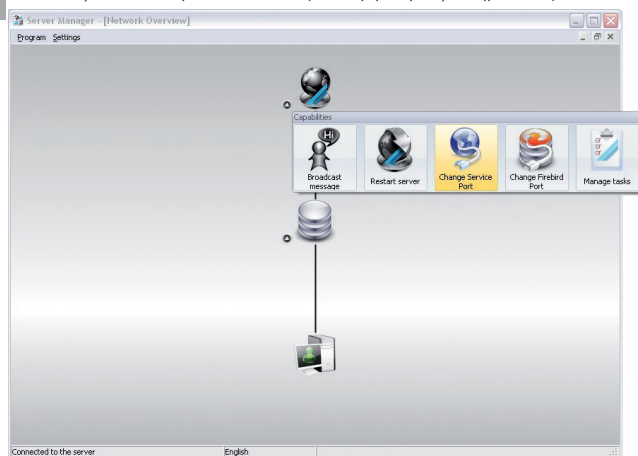 Server Manager - [Network Overview]
Program Settings
Capabilities
Hi
Broadcast message
Restart server
Change Service Port
Change Firebird Port
Manage tasks
Connected to the server
English